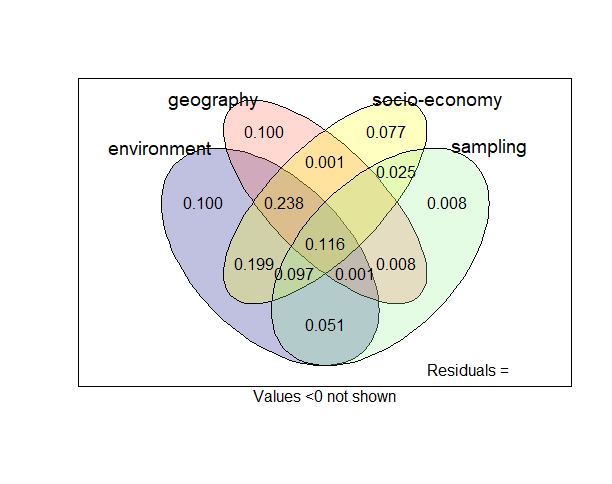 geography socio-economy
environment sampling
0.100 0.077
0.001
0.025
0.100 0.238 0.008
0.116
0.199 0.097 0.001 0.008
0.051
Residuals =
Values <0 not shown